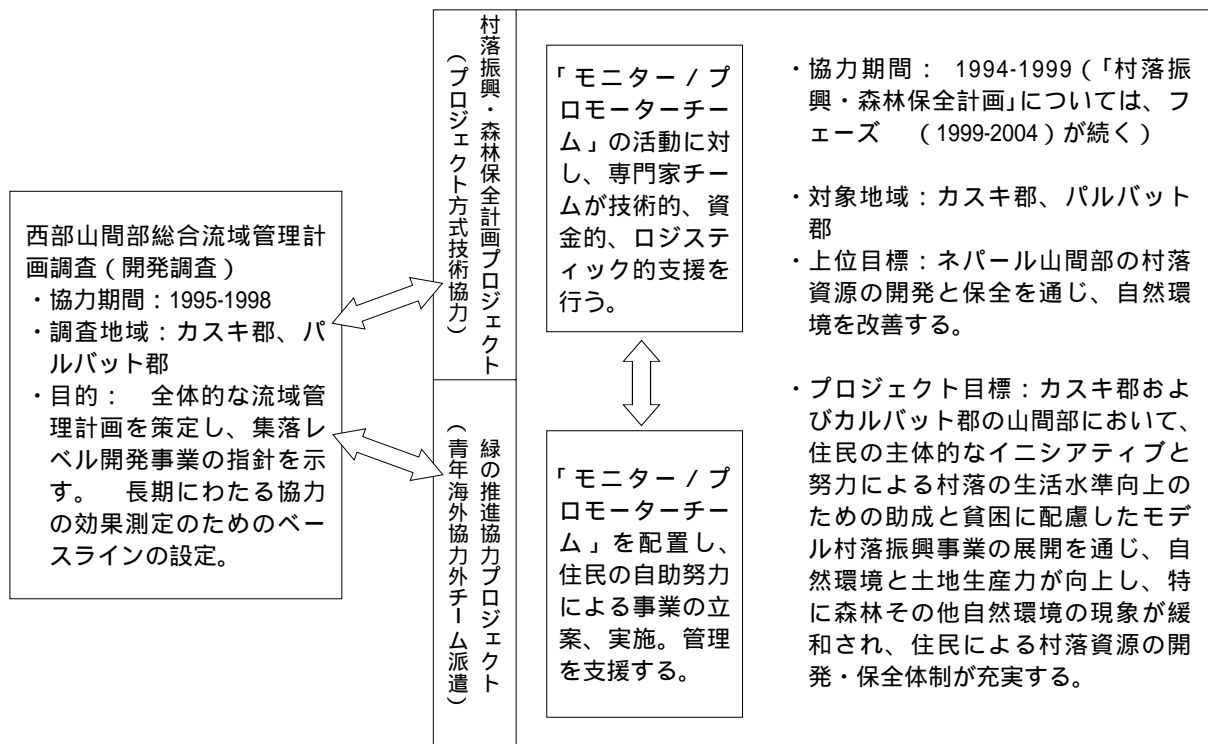 西部山間部総合流域管理計
画調査（開発調査）
・協力期間：1995-1998
・調査地域：カスキ郡、パ
ルバット郡
・目的：　全体的な流域管
理計画を策定し、集落レ
ベル開発事業の指針を示
す。　長期にわたる協力
の効果測定のためのベー
スラインの設定。
村落振興・森林保全計画プロジェクト
（プロジェクト方式技術協力）
緑の推進協力プロジェクト
（青年海外協力外チーム派遣）
「モニター／プ
ロモーターチー
ム」の活動に対
し、専門家チー
ムが技術的、資
金的、ロジステ
ィック的支援を
行う。
「モニター／プ
ロモーターチー
ム」を配置し、
住民の自助努力
による事業の立
案、実施。管理
を支援する。
・協力期間： 1994-1999（「村落振
興・森林保全計画」については、フ
ェーズ　（1999-2004）が続く）
・対象地域：カスキ郡、パルバット
郡
・上位目標：ネパール山間部の村落
資源の開発と保全を通じ、自然環
境を改善する。
・プロジェクト目標：カスキ郡およ
びカルバット郡の山間部において、
住民の主体的なイニシアティブと
努力による村落の生活水準向上の
ための助成と貧困に配慮したモデ
ル村落振興事業の展開を通じ、自
然環境と土地生産力が向上し、特
に森林その他自然環境の現象が緩
和され、住民による村落資源の開
発・保全体制が充実する。